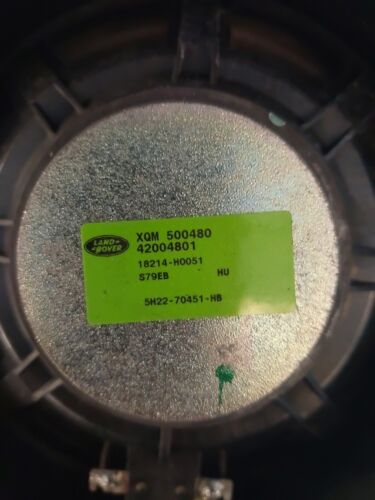 LAND-
ROVER
XQM 500480
42004801
18214-H0051
S79EB HU
5H22-70451-HB